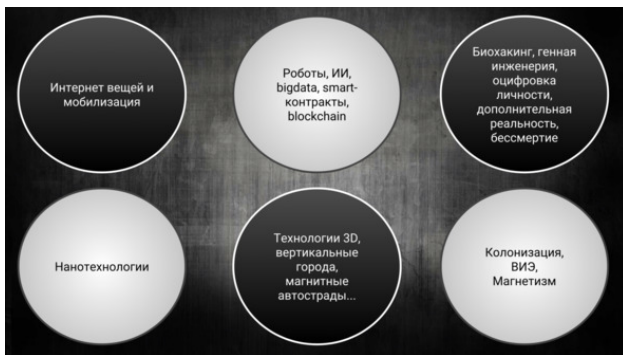 Интернет вещей и
мобилизация
Роботы, ИИ,
bigdata, smart-
контракты,
blockchain
Биохакинг, генная
инженерия,
оцифровка
личности,
дополнительная
реальность,
бессмертие
Нанотехнологии
Технологии 3D,
вертикальные
города,
магнитные
автострады...
Колонизация,
ВИЭ,
Магнетизм